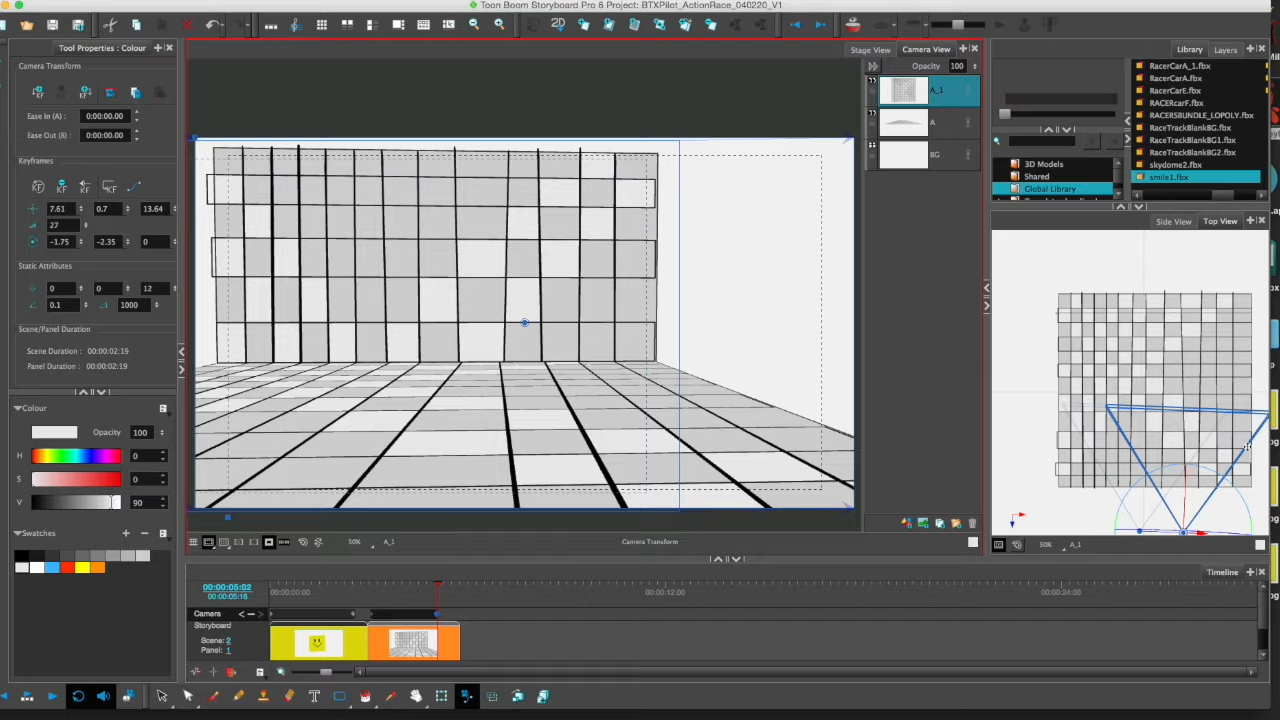 Toon Boom Storyboard Pro 6 Project: BTXPilot_ActionRace_040220_V1
Tool Properties : Colour
Camera Transform
Ease In (A): 00:00:00.00
Ease Out (B): 00:00:00.00
Keyframes
7.61 0.7 13.64
27
-1.75 -2.35 0
Static Attributes
0 0 12
0.1 1000
Scene/Panel Duration
Scene Duration: 00:00:02:19
Panel Duration: 00:00:02:19
Colour
Opacity 100
H 0
S 0
V 90
Swatches
Stage View Camera View
Opacity 100
A_1
A
BG
50% A_1 Camera Transform
Library Layers
RacerCarA_1.fbx
RacerCarA.fbx
RacerCarE.fbx
RACERcarF.fbx
RACERSBUNDLE_LOPOLY.fbx
RaceTrackBlankBG.fbx
RaceTrackBlankBG1.fbx
RaceTrackBlankBG2.fbx
skydome2.fbx
smile1.fbx
3D Models
Shared
Global Library
Side View Top View
50% A_1
Timeline
00:00:05:02
00:00:05:18
00:00:00:00 00:00:12:00 00:00:24:00
Camera
Storyboard
Scene: 2
Panel: 1